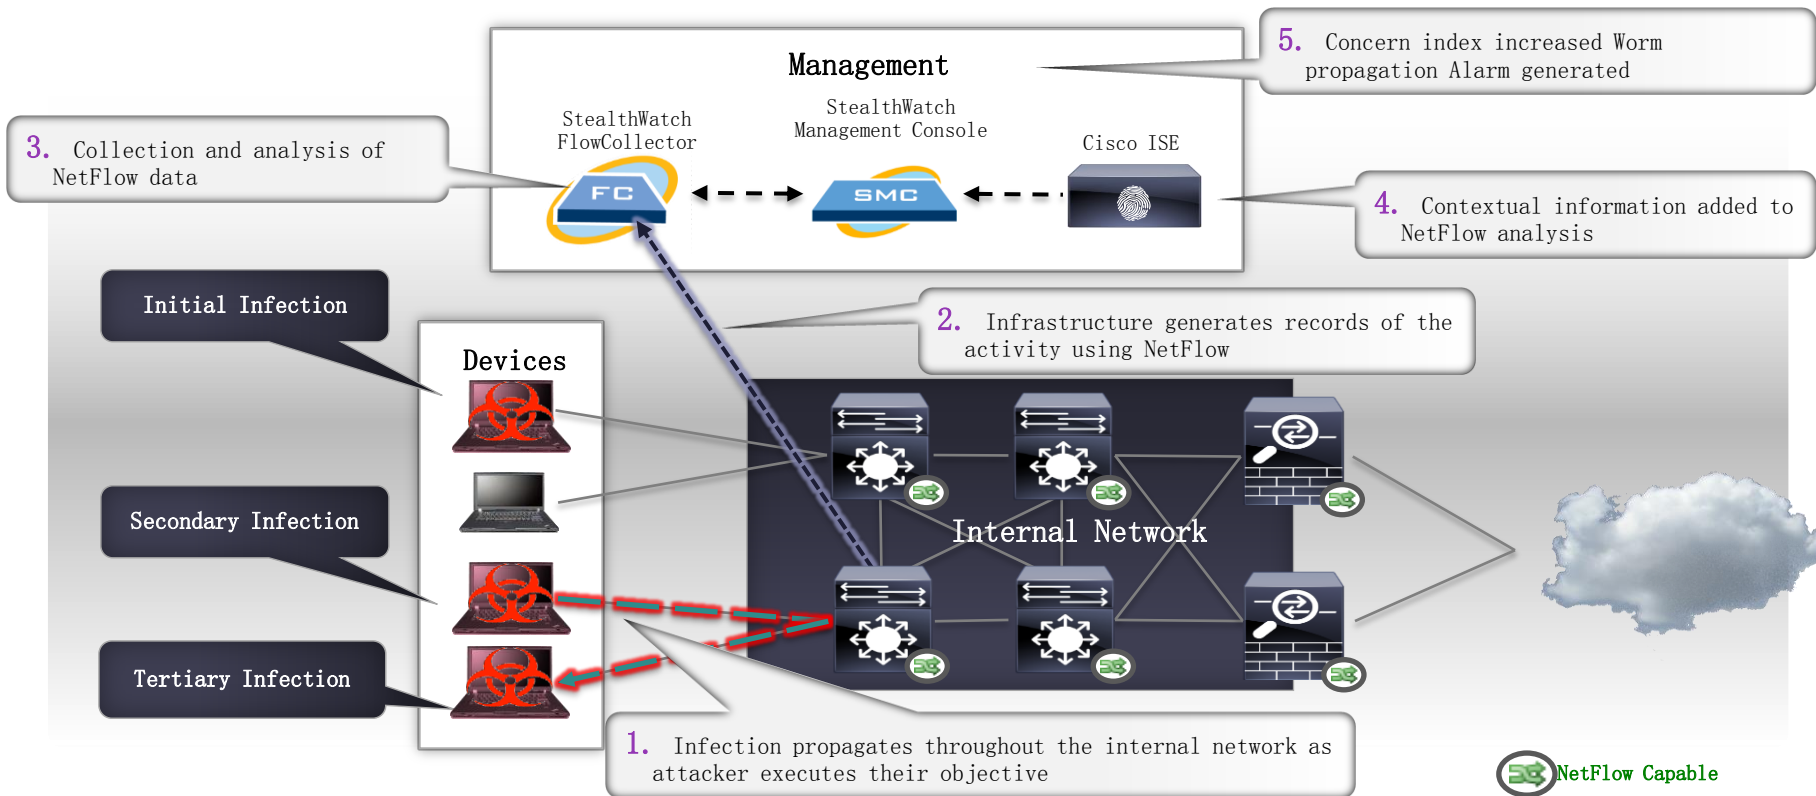 5. Concern index increased Worm
propagation Alarm generated
Management
StealthWatch
FlowCollector
StealthWatch
Management Console
Cisco ISE
3. Collection and analysis of
NetFlow data
FC
SMC
4. Contextual information added to
NetFlow analysis
Initial Infection
2. Infrastructure generates records of the
activity using NetFlow
Devices
Secondary Infection
Internal Network
Tertiary Infection
1. Infection propagates throughout the internal network as
attacker executes their objective
NetFlow Capable